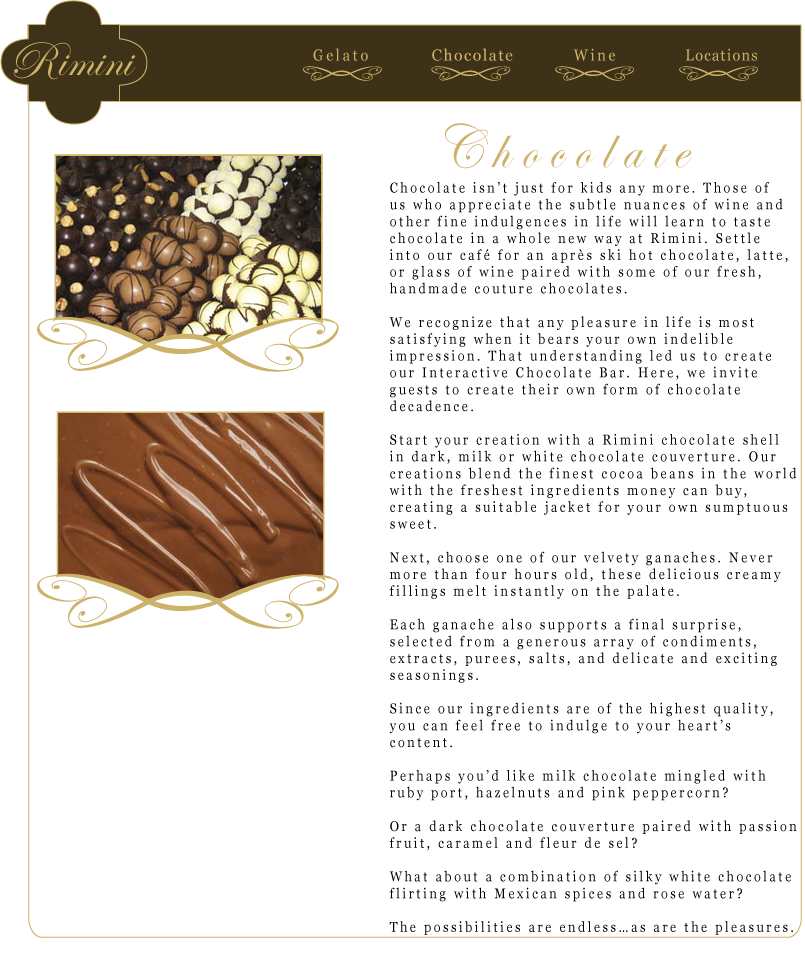 Rimini
Gelato Chocolate Wine Locations
Chocolate
Chocolate isn’t just for kids any more. Those of
us who appreciate the subtle nuances of wine and
other fine indulgences in life will learn to taste
chocolate in a whole new way at Rimini. Settle
into our café for an après ski hot chocolate, latte,
or glass of wine paired with some of our fresh,
handmade couture chocolates.
We recognize that any pleasure in life is most
satisfying when it bears your own indelible
impression. That understanding led us to create
our Interactive Chocolate Bar. Here, we invite
guests to create their own form of chocolate
decadence.
Start your creation with a Rimini chocolate shell
in dark, milk or white chocolate couverture. Our
creations blend the finest cocoa beans in the world
with the freshest ingredients money can buy,
creating a suitable jacket for your own sumptuous
sweet.
Next, choose one of our velvety ganaches. Never
more than four hours old, these delicious creamy
fillings melt instantly on the palate.
Each ganache also supports a final surprise,
selected from a generous array of condiments,
extracts, purees, salts, and delicate and exciting
seasonings.
Since our ingredients are of the highest quality,
you can feel free to indulge to your heart’s
content.
Perhaps you’d like milk chocolate mingled with
ruby port, hazelnuts and pink peppercorn?
Or a dark chocolate couverture paired with passion
fruit, caramel and fleur de sel?
What about a combination of silky white chocolate
flirting with Mexican spices and rose water?
The possibilities are endless…as are the pleasures.